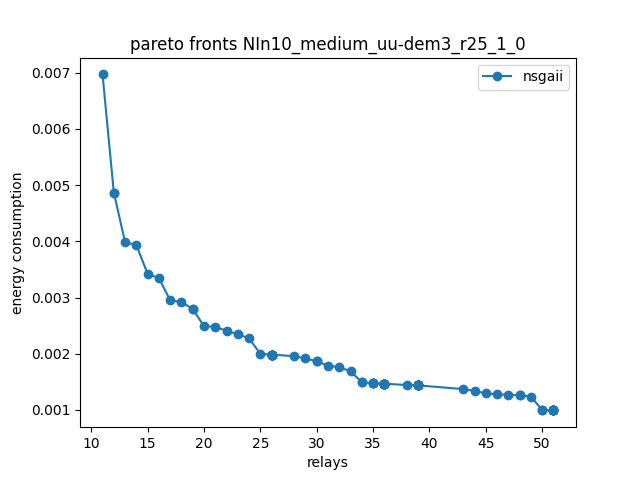 pareto fronts NIn10_medium_uu-dem3_r25_1_0
nsgaii
0.007
0.006
0.005
0.004
0.003
0.002
0.001
energy consumption
10 15 20 25 30 35 40 45 50
relays